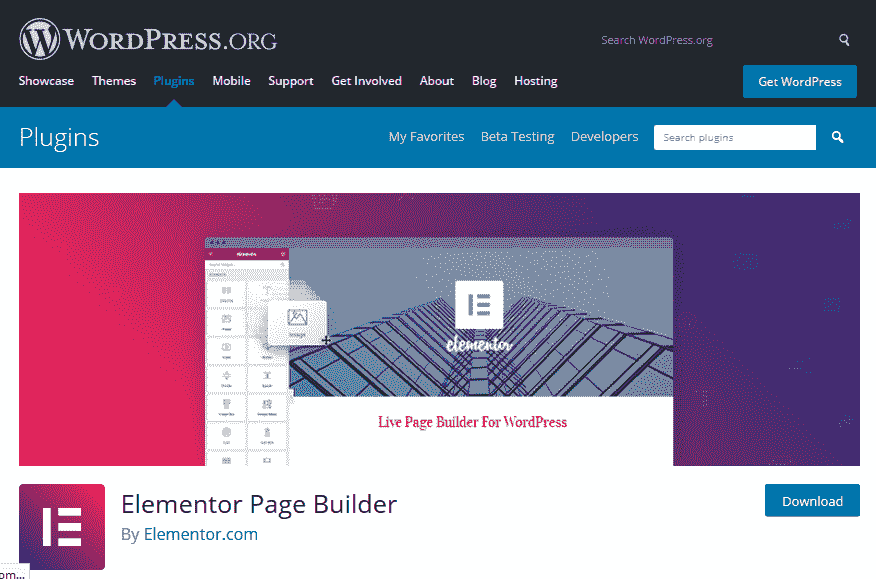 WORDPRESS.ORG
Search WordPress.org
Showcase Themes Plugins Mobile Support Get Involved About Blog Hosting
Get WordPress
Plugins
My Favorites Beta Testing Developers
Search plugins
elementor
Image
elementor
Live Page Builder For WordPress
Elementor Page Builder
Download
By Elementor.com
om...